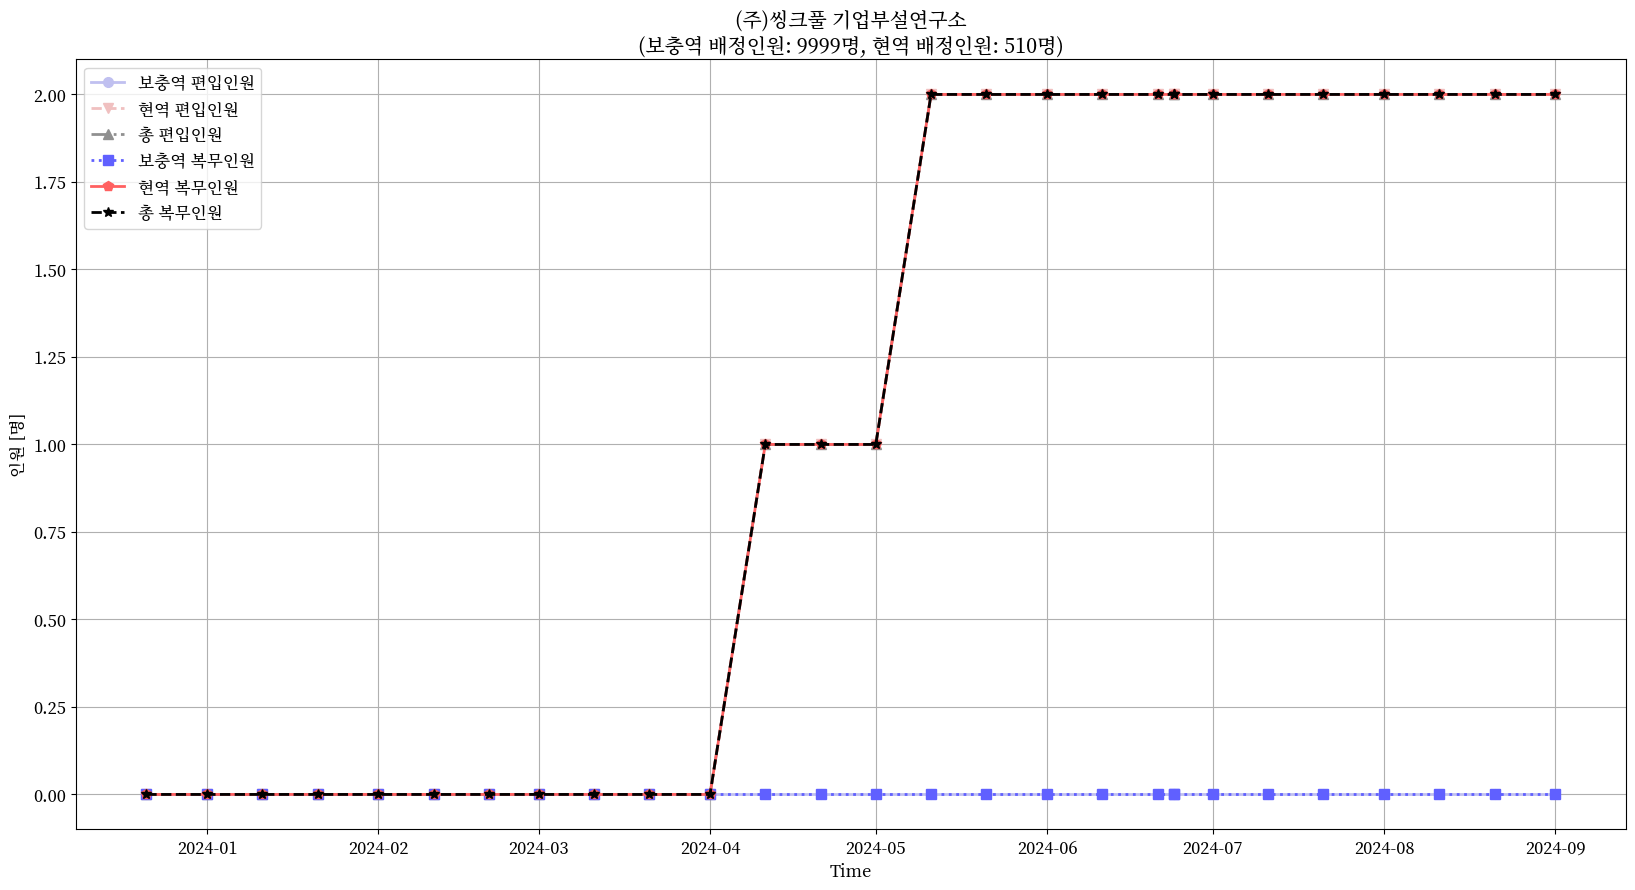 (주)씽크풀 기업부설연구소
(보충역 배정인원: 9999명, 현역 배정인원: 510명)
보충역 편입인원
현역 편입인원
총 편입인원
보충역 복무인원
현역 복무인원
총 복무인원
인원 [명]
2.00
1.75
1.50
1.25
1.00
0.75
0.50
0.25
0.00
2024-01
2024-02
2024-03
2024-04
2024-05
2024-06
2024-07
2024-08
2024-09
Time